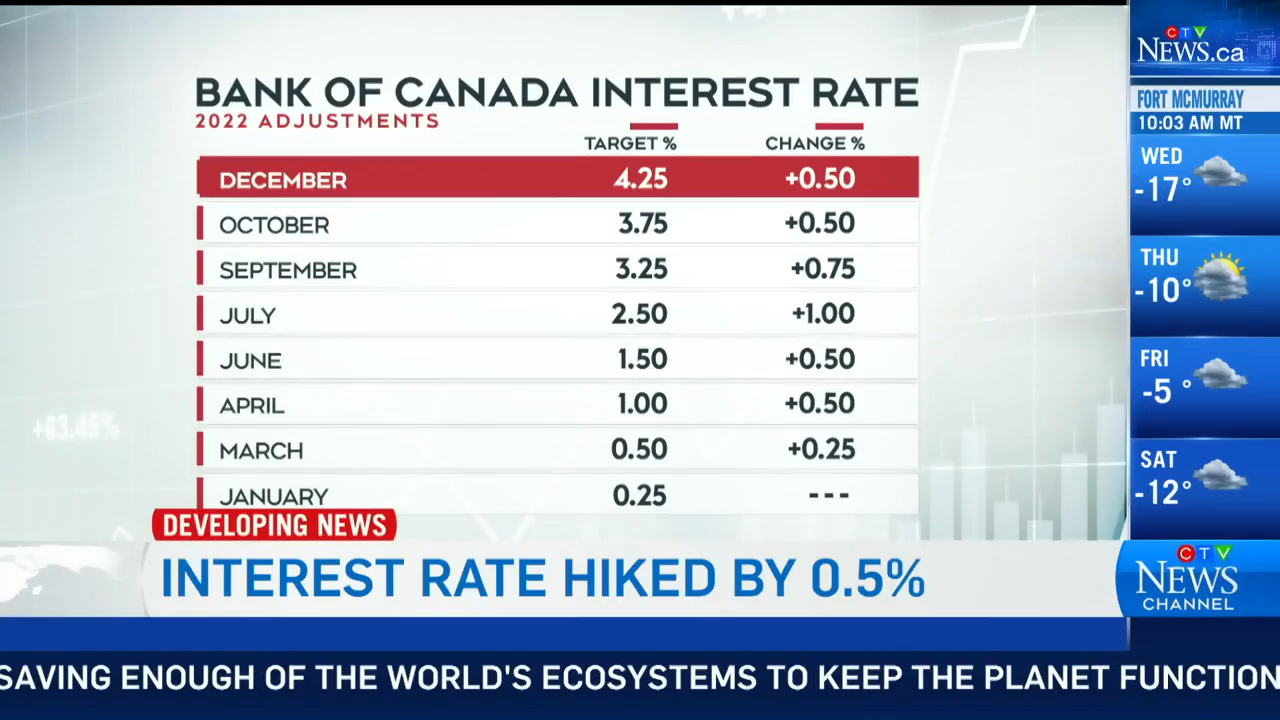 BANK OF CANADA INTEREST RATE
2022 ADJUSTMENTS
TARGET % CHANGE %
DECEMBER 4.25 +0.50
OCTOBER 3.75 +0.50
SEPTEMBER 3.25 +0.75
JULY 2.50 +1.00
JUNE 1.50 +0.50
APRIL 1.00 +0.50
MARCH 0.50 +0.25
JANUARY 0.25 ---
+63.45%
DEVELOPING NEWS
INTEREST RATE HIKED BY 0.5%
SAVING ENOUGH OF THE WORLD'S ECOSYSTEMS TO KEEP THE PLANET FUNCTION
CTV
NEWS.ca
FORT MCMURRAY
10:03 AM MT
WED
-17°
THU
-10°
FRI
-5 °
SAT
-12°
CTV
NEWS
CHANNEL